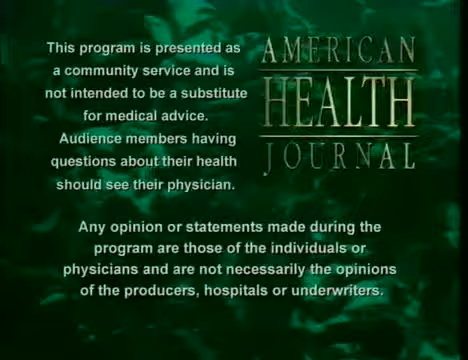 This program is presented as
a community service and is
not intended to be a substitute
for medical advice.
Audience members having
questions about their health
should see their physician.
AMERICAN
HEALTH
JOURNAL
Any opinion or statements made during the
program are those of the individuals or
physicians and are not necessarily the opinions
of the producers, hospitals or underwriters.